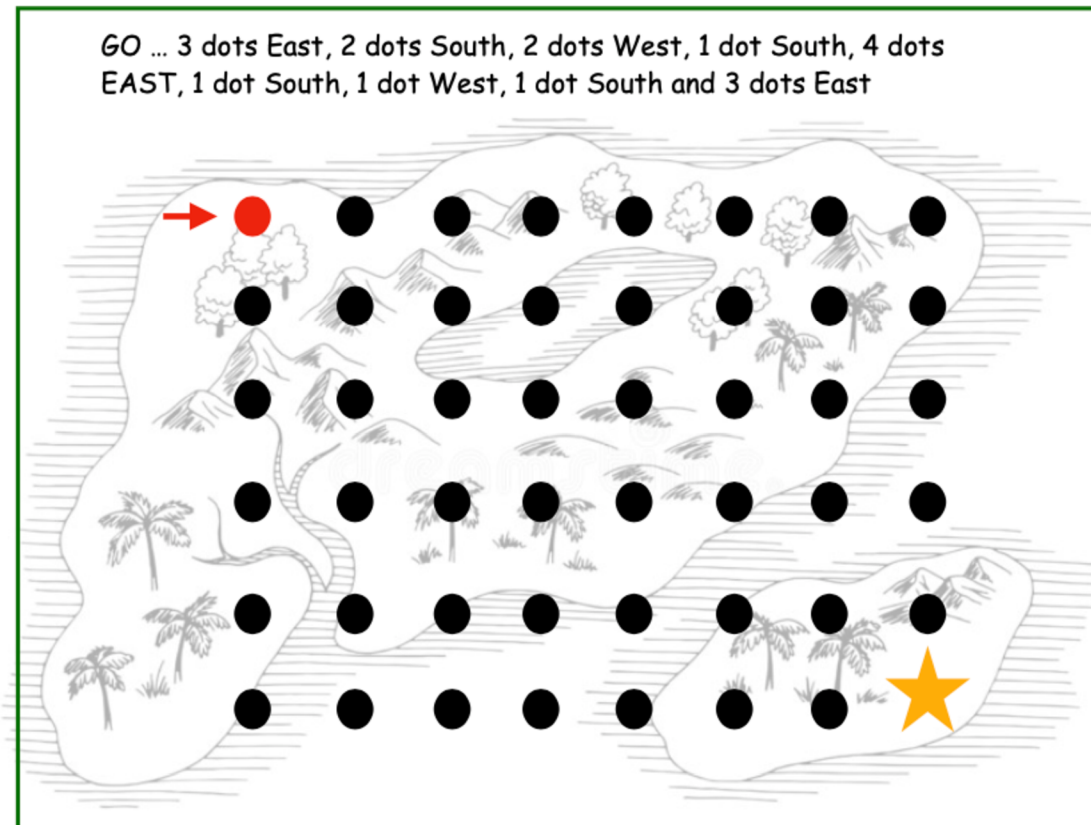 GO ... 3 dots East, 2 dots South, 2 dots West, 1 dot South, 4 dots
EAST, 1 dot South, 1 dot West, 1 dot South and 3 dots East
dreamstime.